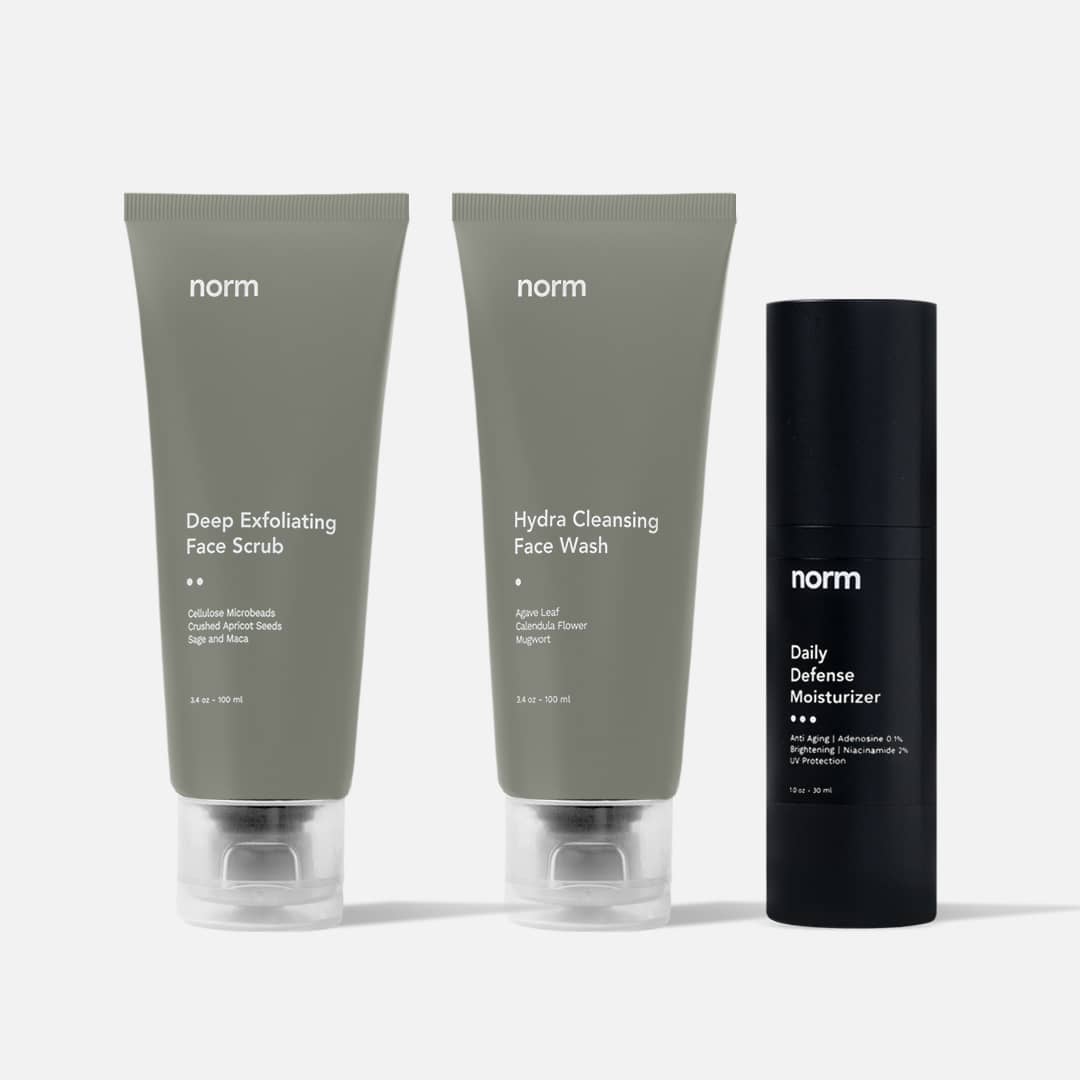 norm
Deep Exfoliating
Face Scrub
Cellulose Microbeads
Crushed Apricot Seeds
Sage and Maca
3.4 oz - 100 ml
norm
Hydra Cleansing
Face Wash
Agave Leaf
Calendula Flower
Mugwort
3.4 oz - 100 ml
norm
Daily
Defense
Moisturizer
Anti Aging | Adenosine 0.1%
Brightening | Niacinamide 2%
UV Protection
1.0 oz - 30 ml